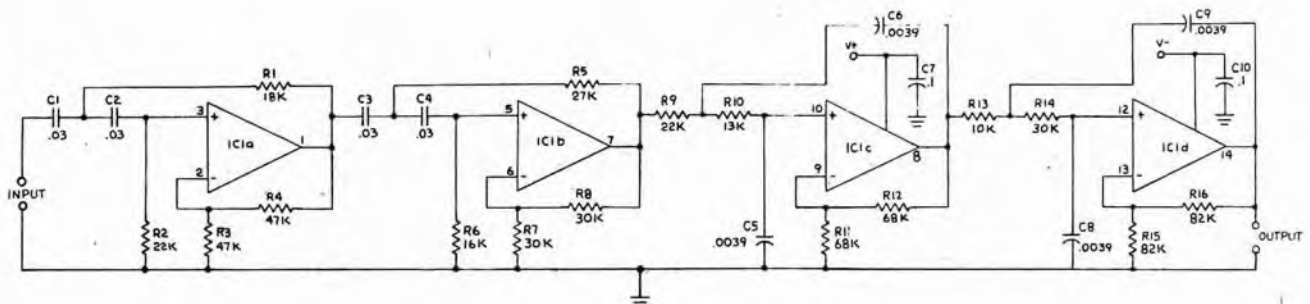 INPUT
C1
.03
C2
.03
R1
18K
R2
22K
3
+
2
-
IC1a
1
R3
47K
R4
47K
C3
.03
C4
.03
R5
27K
R6
16K
5
+
6
-
IC1b
7
R7
30K
R8
30K
R9
22K
R10
13K
C5
.0039
C6
.0039
V+
C7
.1
10
+
9
-
IC1c
8
R11
68K
R12
68K
R13
10K
R14
30K
C8
.0039
C9
.0039
V-
C10
.1
12
+
13
-
IC1d
14
R15
82K
R16
82K
OUTPUT